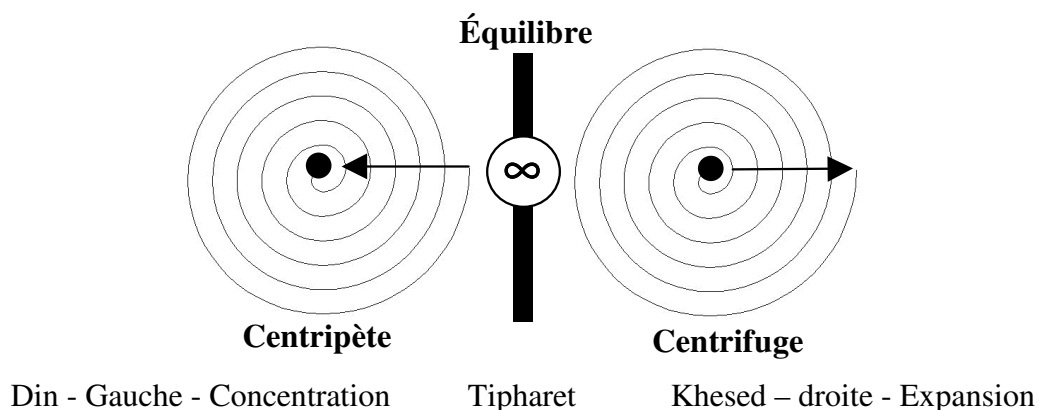 Équilibre
∞
Centripète
Centrifuge
Din - Gauche - Concentration Tipharet Khesed – droite - Expansion